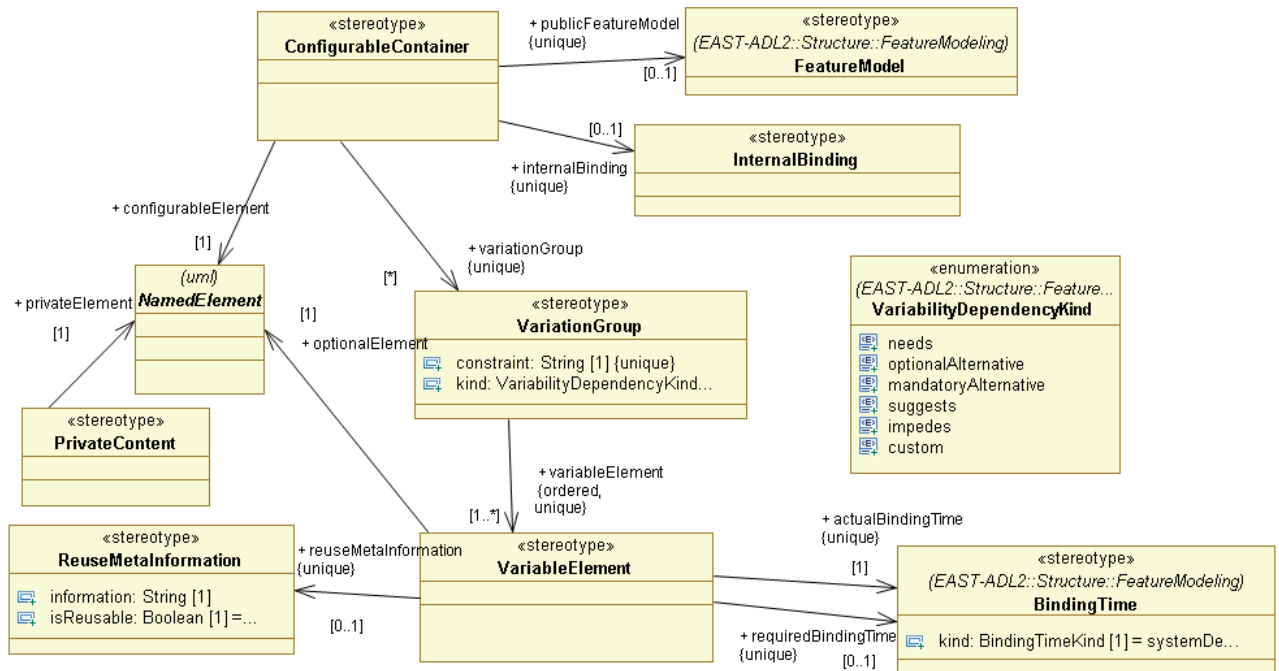 «stereotype»
ConfigurableContainer
+ publicFeatureModel
{unique}
[0..1]
«stereotype»
(EAST-ADL2::Structure::FeatureModeling)
FeatureModel
[0..1]
+ internalBinding
{unique}
«stereotype»
InternalBinding
+ configurableElement
[1]
+ variationGroup
{unique}
[*]
(uml)
NamedElement
+ privateElement
[1]
[1]
+ optionalElement
«stereotype»
VariationGroup
constraint: String [1] {unique}
kind: VariabilityDependencyKind...
«enumeration»
(EAST-ADL2::Structure::Feature...
VariabilityDependencyKind
needs
optionalAlternative
mandatoryAlternative
suggests
impedes
custom
«stereotype»
PrivateContent
+ variableElement
{ordered,
unique}
[1..*]
«stereotype»
ReuseMetaInformation
information: String [1]
isReusable: Boolean [1] =...
+ reuseMetaInformation
{unique}
[0..1]
«stereotype»
VariableElement
+ actualBindingTime
{unique}
[1]
+ requiredBindingTime
{unique}
[0..1]
«stereotype»
(EAST-ADL2::Structure::FeatureModeling)
BindingTime
kind: BindingTimeKind [1] = systemDe...